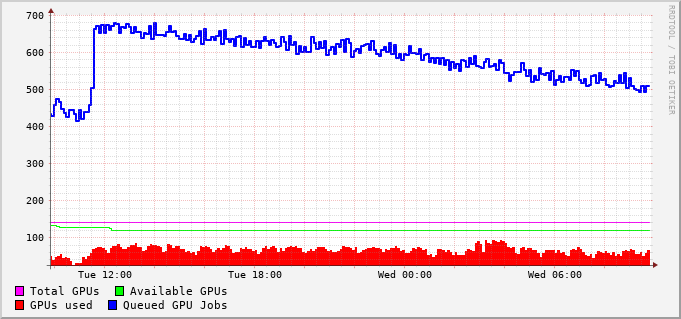 700
600
500
400
300
200
100
Tue 12:00 Tue 18:00 Wed 00:00 Wed 06:00
Total GPUs Available GPUs
GPUs used Queued GPU Jobs
RRDTOOL / TOBI OETIKER